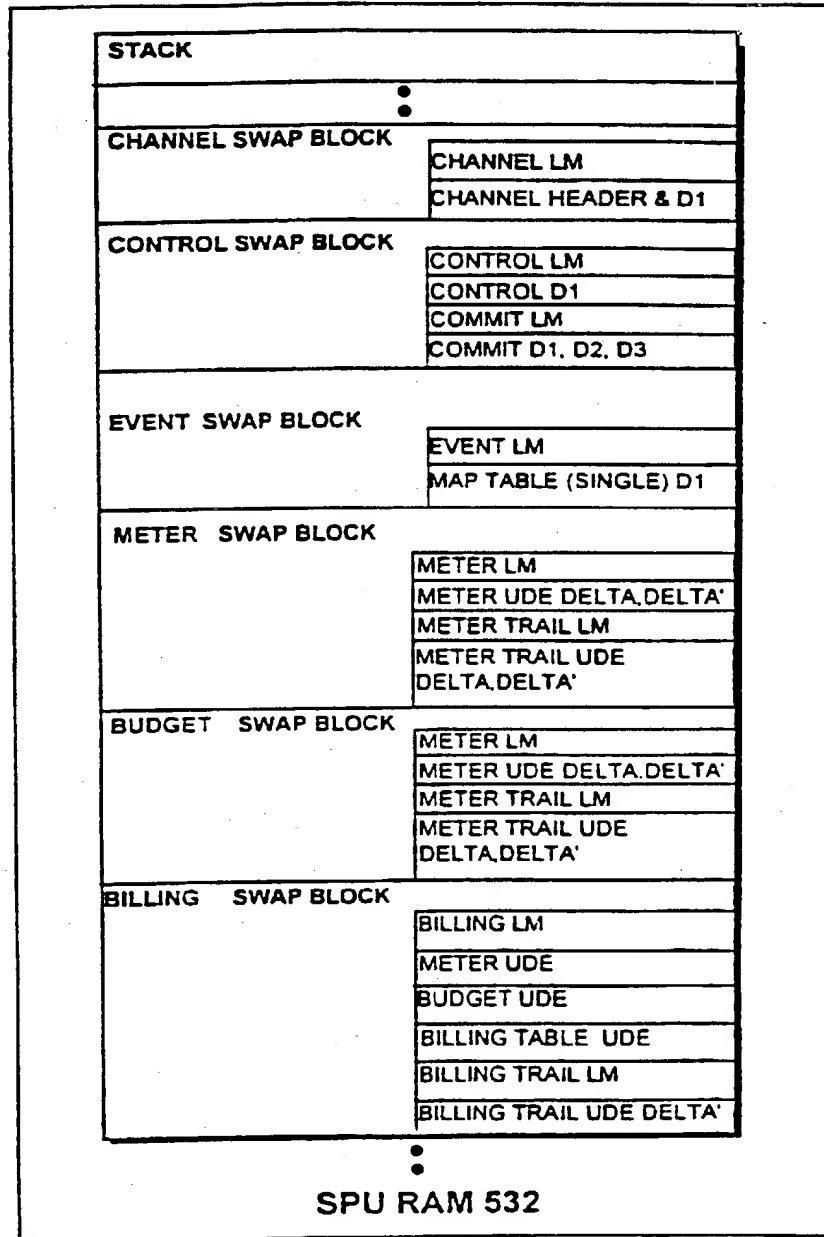 STACK
CHANNEL SWAP BLOCK
CHANNEL LM
CHANNEL HEADER & D1
CONTROL SWAP BLOCK
CONTROL LM
CONTROL D1
COMMIT LM
COMMIT D1, D2, D3
EVENT SWAP BLOCK
EVENT LM
MAP TABLE (SINGLE) D1
METER SWAP BLOCK
METER LM
METER UDE DELTA,DELTA'
METER TRAIL LM
METER TRAIL UDE
DELTA,DELTA'
BUDGET SWAP BLOCK
METER LM
METER UDE DELTA,DELTA'
METER TRAIL LM
METER TRAIL UDE
DELTA,DELTA'
BILLING SWAP BLOCK
BILLING LM
METER UDE
BUDGET UDE
BILLING TABLE UDE
BILLING TRAIL LM
BILLING TRAIL UDE DELTA'
SPU RAM 532